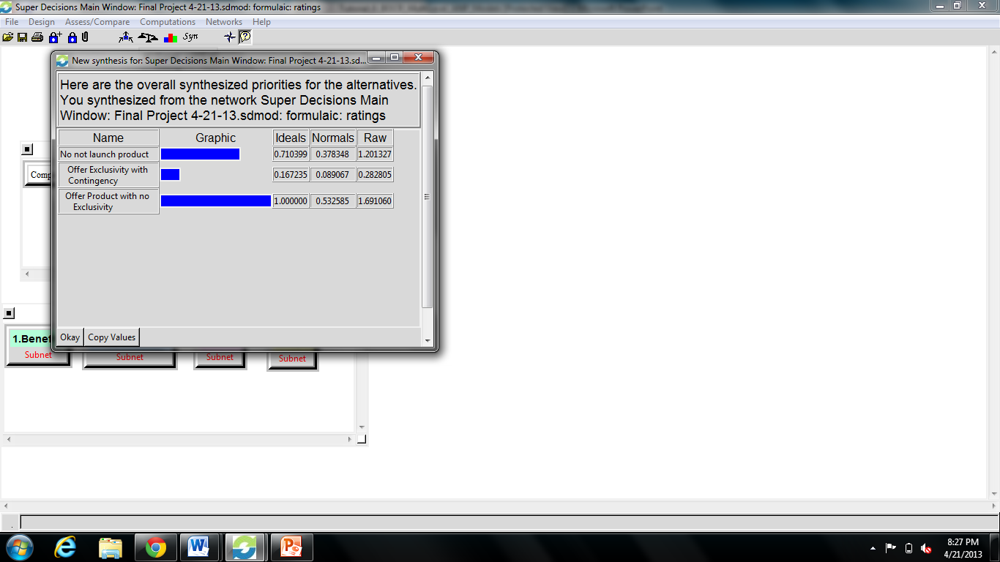 Super Decisions Main Window: Final Project 4-21-13.sdmod: formulaic: ratings
File Design Assess/Compare Computations Networks Help
Syn
New synthesis for: Super Decisions Main Window: Final Project 4-21-13.sd...
Here are the overall synthesized priorities for the alternatives.
You synthesized from the network Super Decisions Main
Window: Final Project 4-21-13.sdmod: formulaic: ratings
Name Graphic Ideals Normals Raw
No not launch product 0.710399 0.378348 1.201327
Offer Exclusivity with
Contingency 0.167235 0.089067 0.282805
Offer Product with no
Exclusivity 1.000000 0.532585 1.691060
Comp
Okay Copy Values
1.Benef
Subnet Subnet Subnet Subnet
8:27 PM
4/21/2013